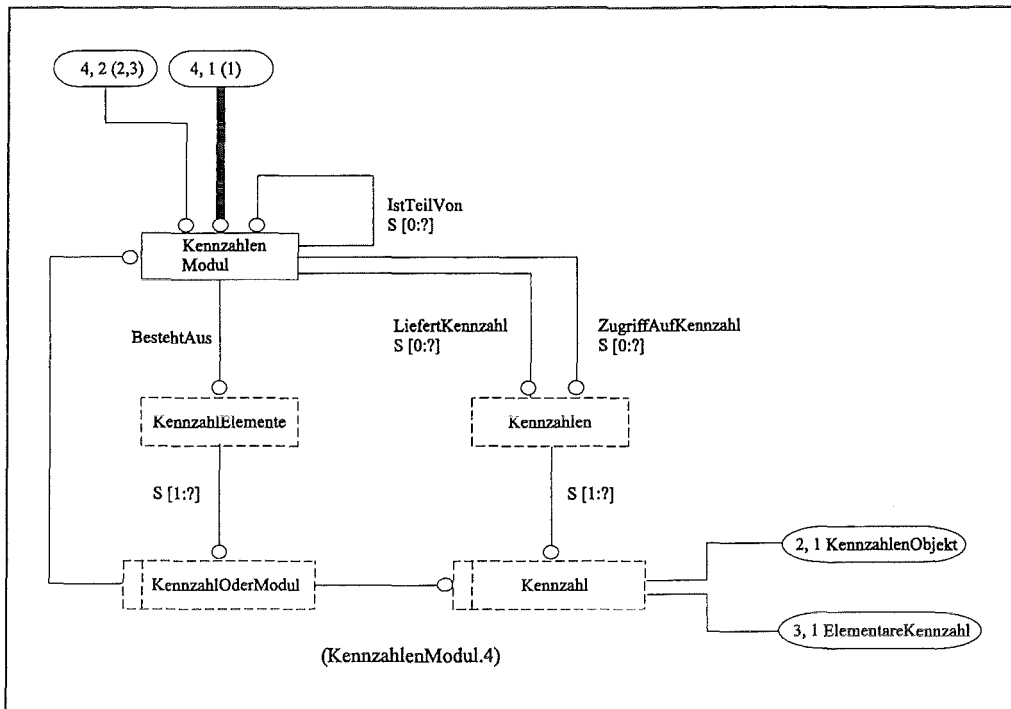 4, 2 (2,3)
4, 1 (1)
IstTeilVon
S [0:?]
Kennzahlen
Modul
BestehtAus
LiefertKennzahl
S [0:?]
ZugriffAufKennzahl
S [0:?]
KennzahlElemente
Kennzahlen
S [1:?]
S [1:?]
2, 1 KennzahlenObjekt
KennzahlOderModul
Kennzahl
3, 1 ElementareKennzahl
(KennzahlenModul.4)